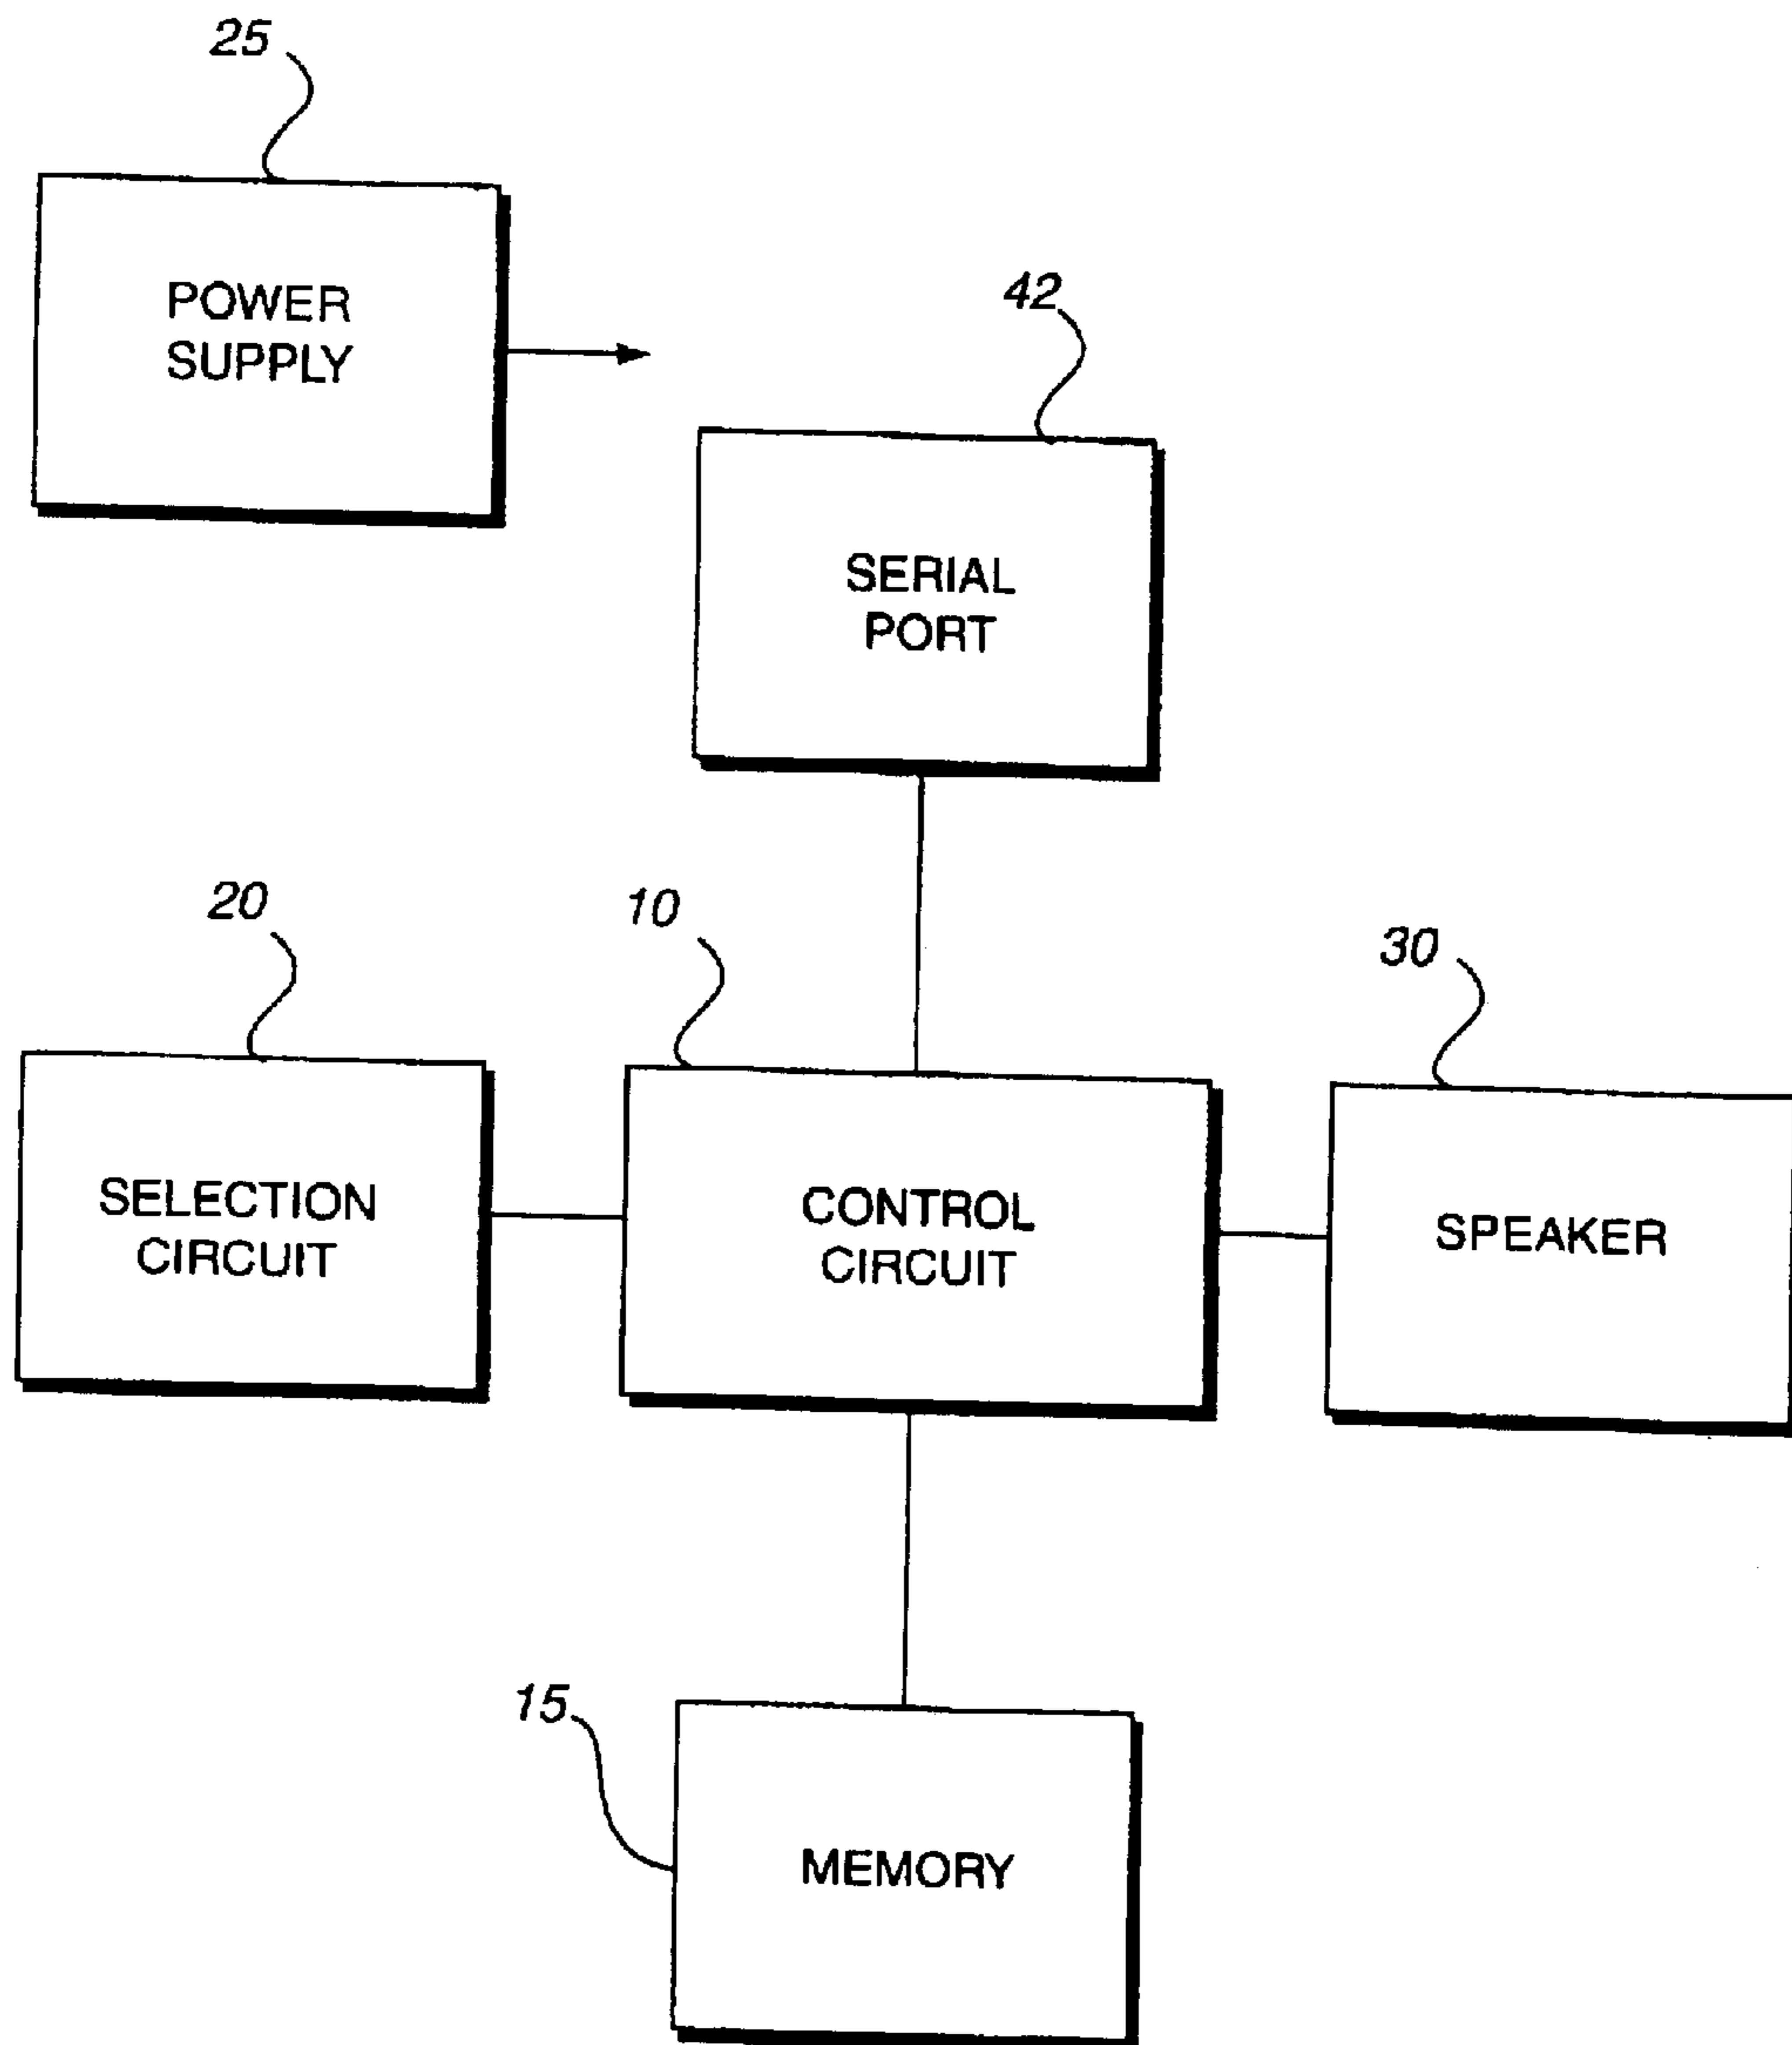 25
POWER
SUPPLY
42
SERIAL
PORT
20
10
30
SELECTION
CIRCUIT
CONTROL
CIRCUIT
SPEAKER
15
MEMORY